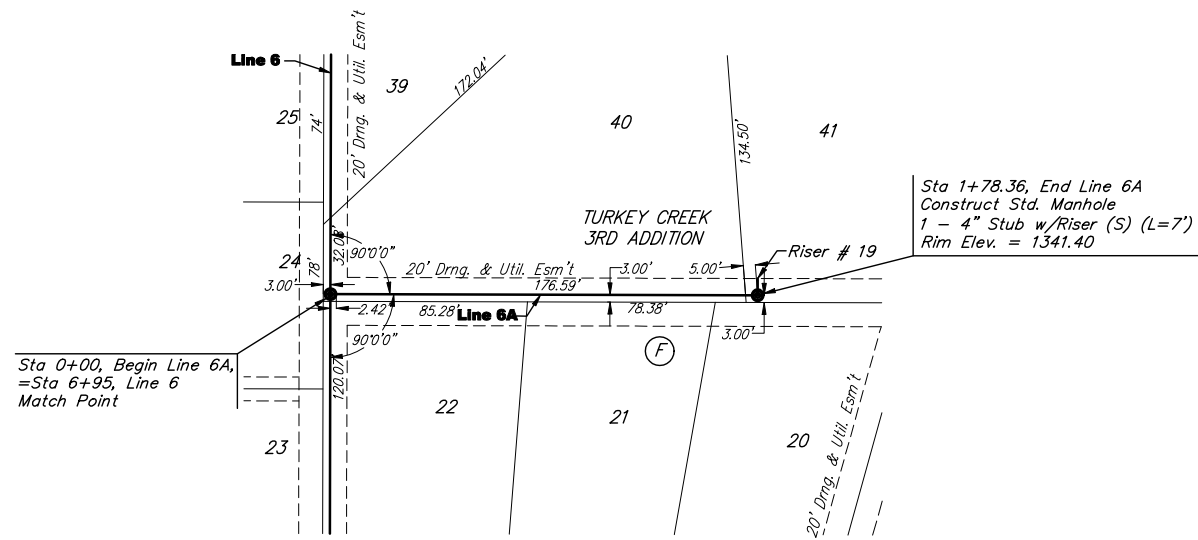 Line 6
39
172.04'
25
74'
20' Drng. & Util. Esm't
40
41
134.50'
Sta 1+78.36, End Line 6A
Construct Std. Manhole
1 - 4" Stub w/Riser (S) (L=7')
Rim Elev. = 1341.40
TURKEY CREEK
3RD ADDITION
32.08'
90°0'0"
24
78'
20' Drng. & Util. Esm't
3.00'
5.00'
Riser # 19
3.00'
176.59'
2.42'
85.28'
Line 6A
78.38'
3.00'
90°0'0"
F
Sta 0+00, Begin Line 6A,
=Sta 6+95, Line 6
Match Point
120.07'
22
21
20
23
20' Drng. & Util. Esm't